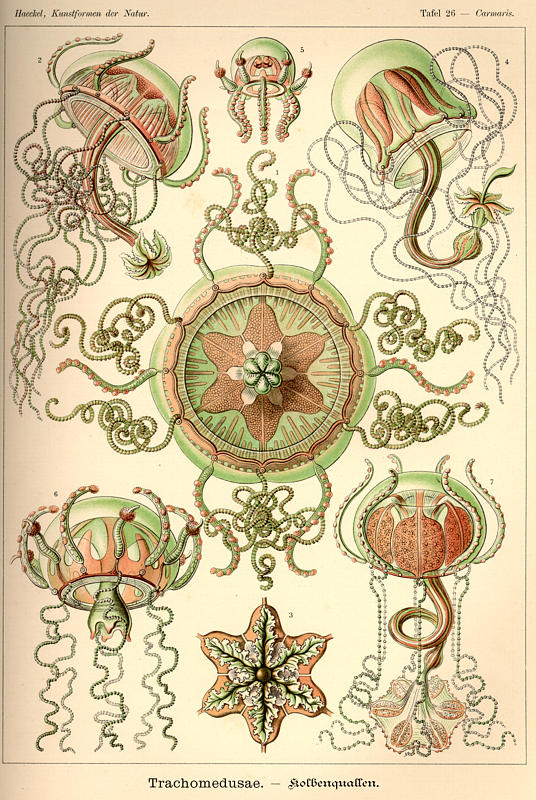 Haeckel, Kunstformen der Natur.
Tafel 26 — Carmaris.
2
5
4
1
6
7
3
Trachomedusae. — Kolbenquallen.